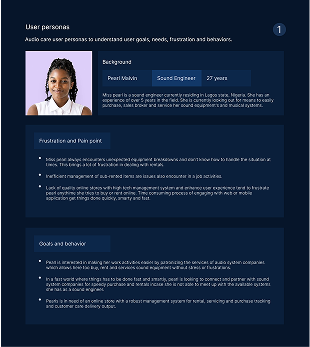 User personas
1
Audio care user personas to understand user goals, needs, frustration and behaviors.
Background
Pearl Malvin
Sound Engineer
27 years
Miss pearl is a sound engineer currently residing in Lagos state, Nigeria. She has an
experience of over 5 years in the field. She is currently looking out for means to easily
purchase, sales broker and service her sound equipments and musical systems.
Frustration and Pain point
Miss pearl always encounters unexpected equipment breakdowns and don't know how to handle the situation at
times. This brings a lot of frustration in dealing with rentals.
Inefficient management of sub-rented items are issues also encounter in a job activities.
Lack of quality online stores with high tech management system and enhance user experience tend to frustrate
pearl anytime she tries to buy or rent online. Time consuming process of engaging with web or mobile
application get things done quickly, smarty and fast.
Goals and behavior
Pearl is interested in making her work activities easier by patronizing the services of audio system companies
which allows here too buy, rent and services sound equipment without stress or frustrations.
In a fast world where things has to be done fast and smartly, pearl is looking to connect and partner with sound
system companies for speedy purchase and rentals incase she is not able to meet up with the available systems
she has as a sound engineer.
Pearls is in need of an online store with a robust management system for rental, servicing and purchase tracking
and customer care delivery output.